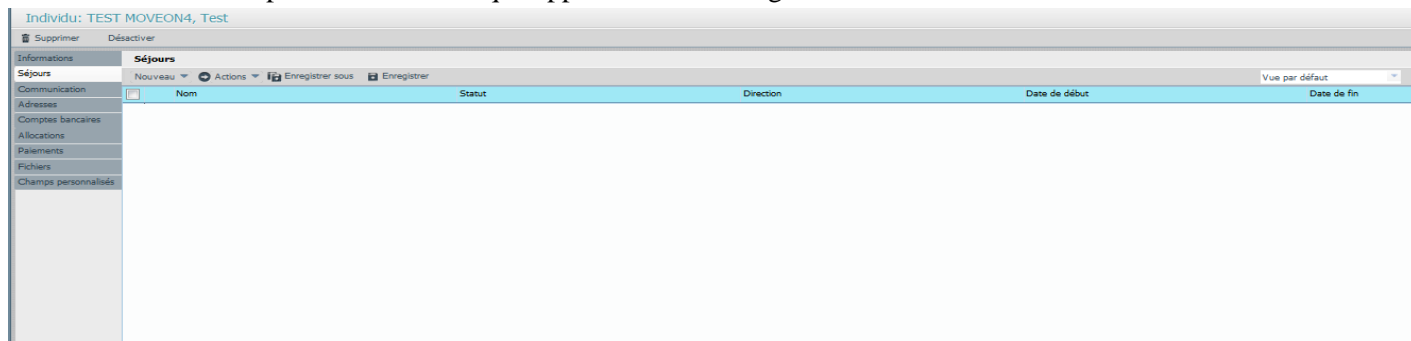 Individu: TEST MOVEON4, Test
Supprimer Désactiver
Informations
Séjours
Communication
Adresses
Comptes bancaires
Allocations
Paiements
Fichiers
Champs personnalisés
Séjours
Nouveau Actions Enregistrer sous Enregistrer Vue par défaut
Nom Statut Direction Date de début Date de fin